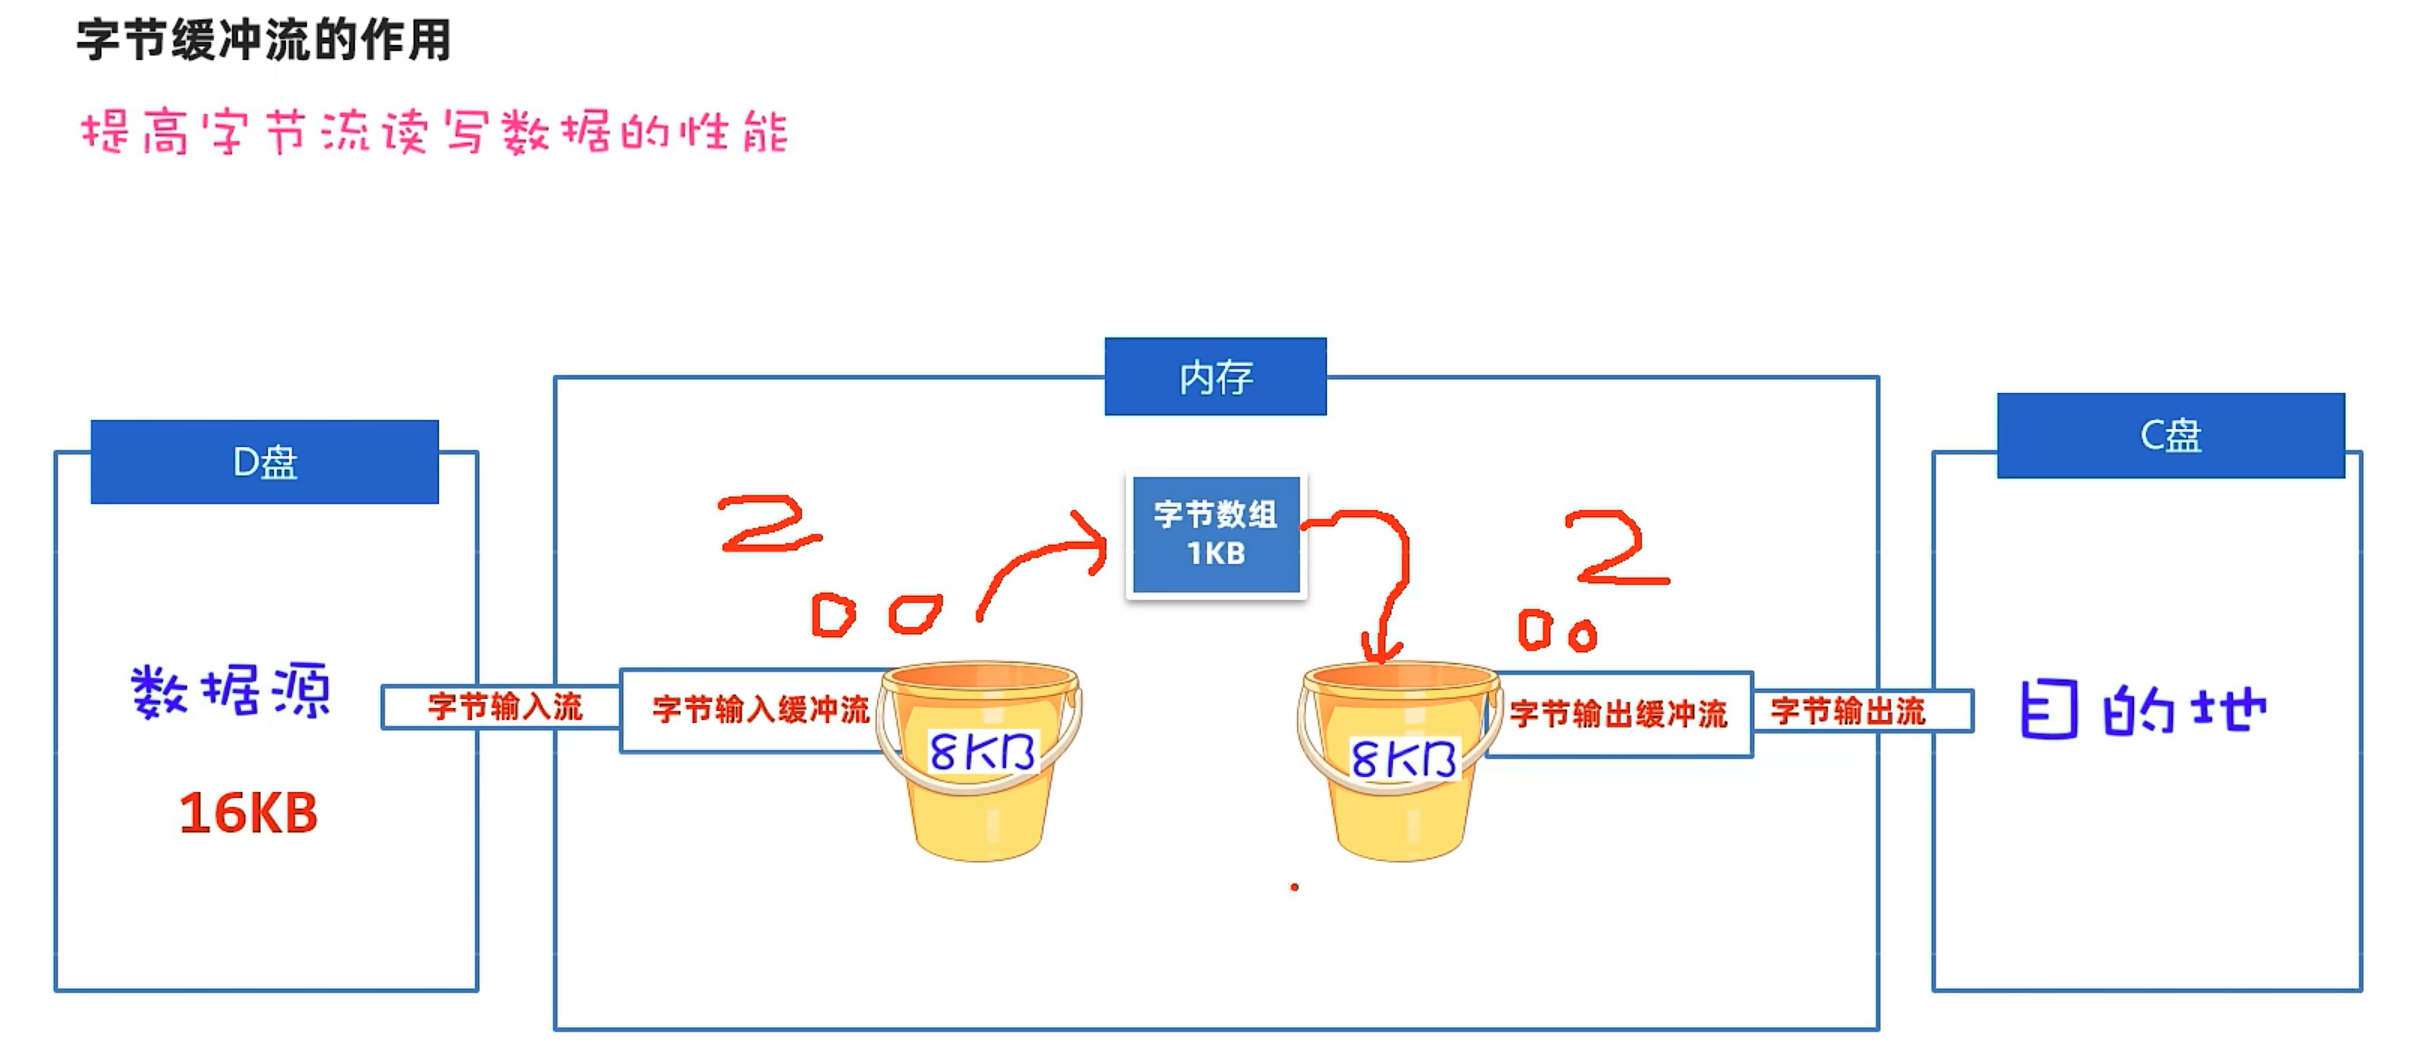 字节缓冲流的作用
提高字节流读写数据的性能
内存
D盘
C盘
字节数组
1KB
2
2
数据源
16KB
字节输入流
字节输入缓冲流
8KB
8KB
字节输出缓冲流
字节输出流
目的地